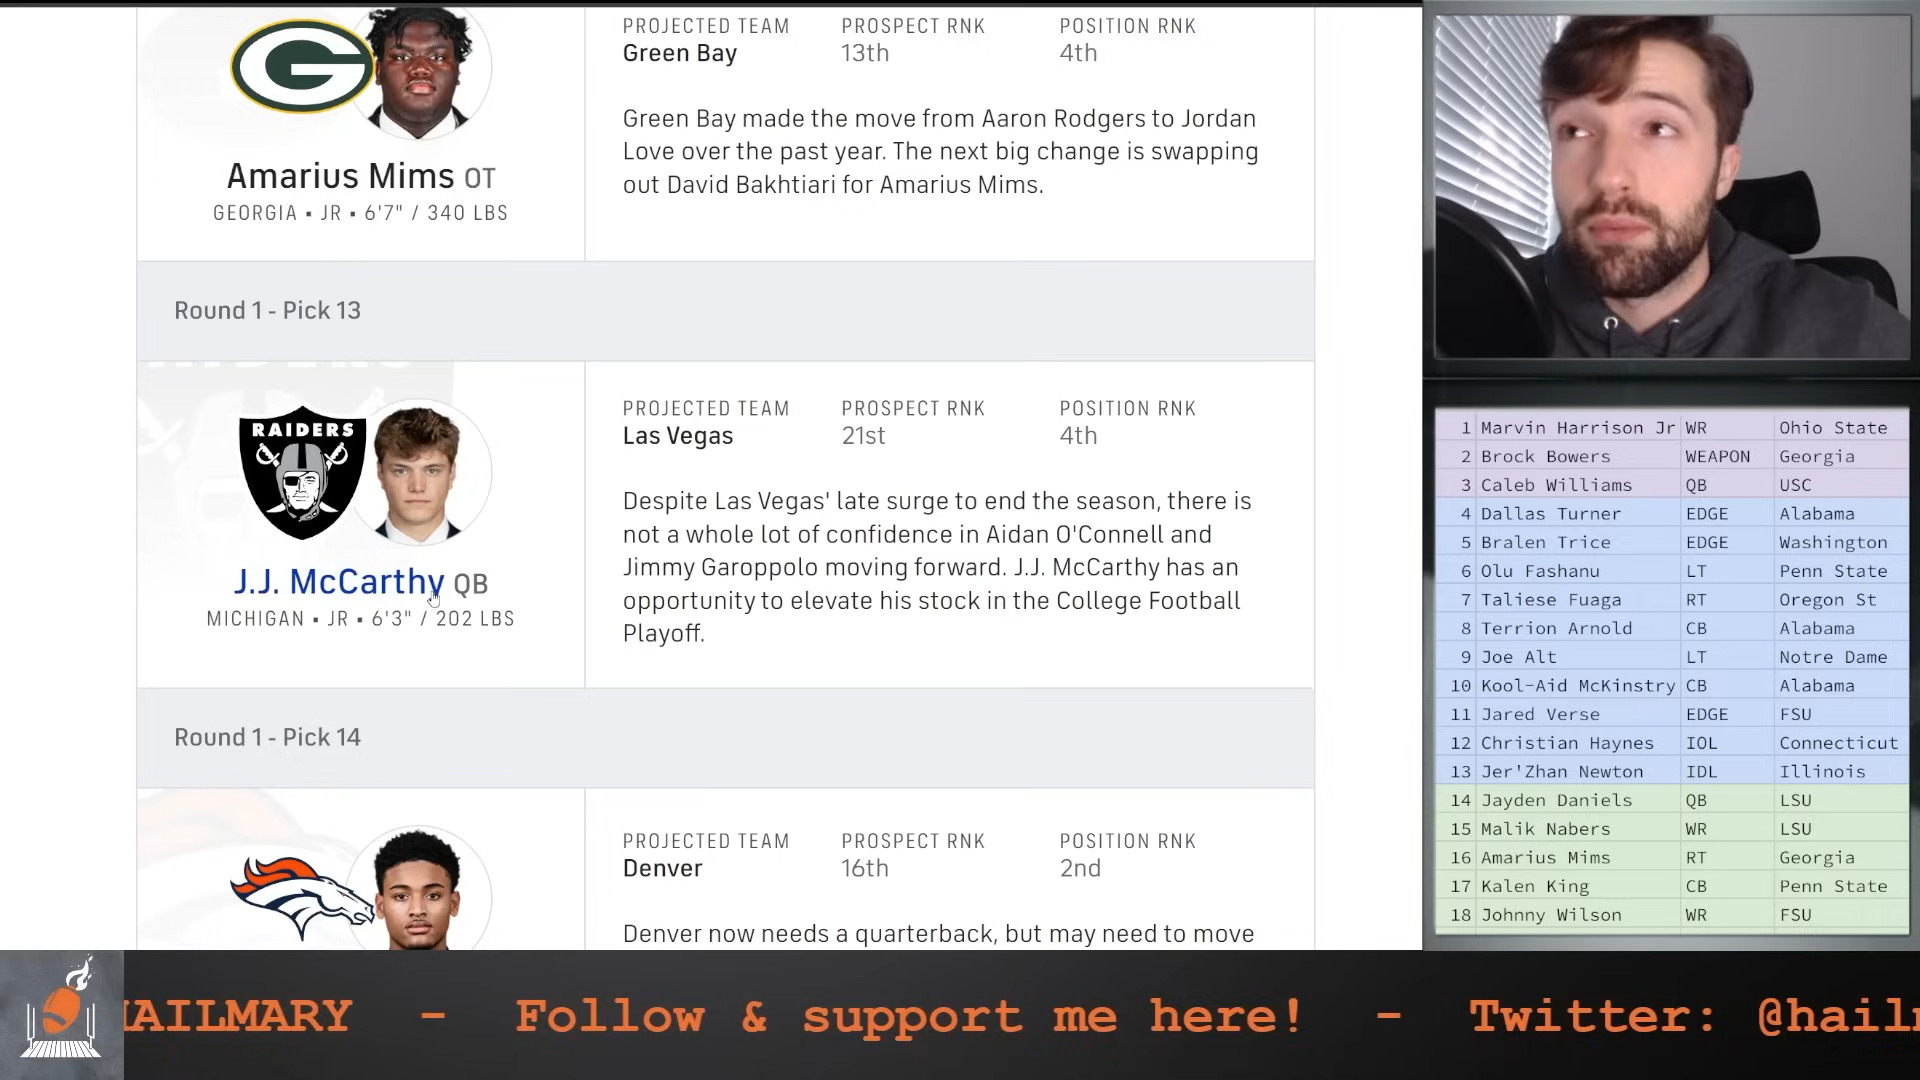 PROJECTED TEAM PROSPECT RNK POSITION RNK
Green Bay 13th 4th
Green Bay made the move from Aaron Rodgers to Jordan
Love over the past year. The next big change is swapping
out David Bakhtiari for Amarius Mims.
G
Amarius Mims OT
GEORGIA • JR • 6'7" / 340 LBS
Round 1 - Pick 13
RAIDERS
J.J. McCarthy QB
MICHIGAN • JR • 6'3" / 202 LBS
PROJECTED TEAM PROSPECT RNK POSITION RNK
Las Vegas 21st 4th
Despite Las Vegas' late surge to end the season, there is
not a whole lot of confidence in Aidan O'Connell and
Jimmy Garoppolo moving forward. J.J. McCarthy has an
opportunity to elevate his stock in the College Football
Playoff.
Round 1 - Pick 14
PROJECTED TEAM PROSPECT RNK POSITION RNK
Denver 16th 2nd
Denver now needs a quarterback, but may need to move
1 Marvin Harrison Jr WR Ohio State
2 Brock Bowers WEAPON Georgia
3 Caleb Williams QB USC
4 Dallas Turner EDGE Alabama
5 Bralen Trice EDGE Washington
6 Olu Fashanu LT Penn State
7 Taliese Fuaga RT Oregon St
8 Terrion Arnold CB Alabama
9 Joe Alt LT Notre Dame
10 Kool-Aid McKinstry CB Alabama
11 Jared Verse EDGE FSU
12 Christian Haynes IOL Connecticut
13 Jer'Zhan Newton IDL Illinois
14 Jayden Daniels QB LSU
15 Malik Nabers WR LSU
16 Amarius Mims RT Georgia
17 Kalen King CB Penn State
18 Johnny Wilson WR FSU
HAILMARY - Follow & support me here! - Twitter: @hail